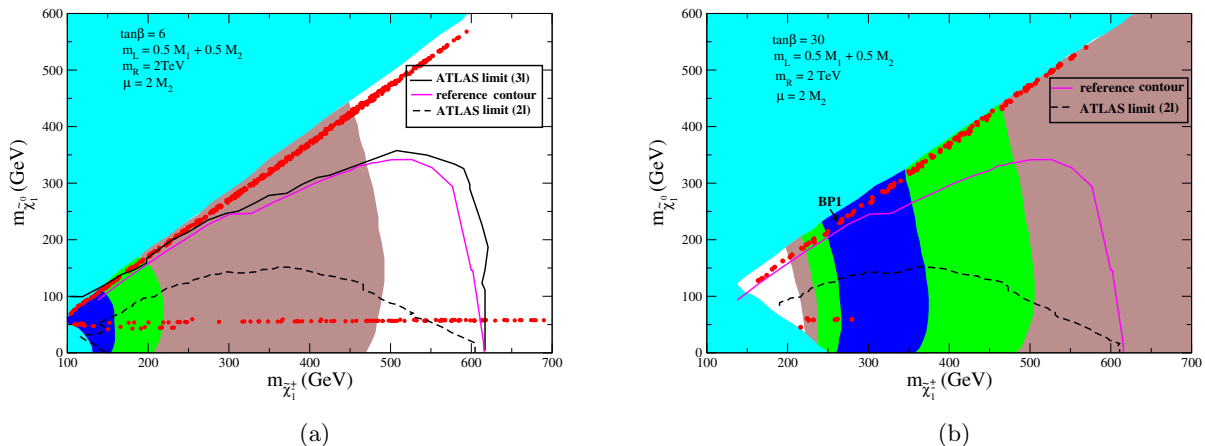 600
500
400
300
200
100
0
m χ̃₁⁰ (GeV)
tanβ = 6
m_L = 0.5 M_1 + 0.5 M_2
m_R = 2TeV
μ = 2 M_2
ATLAS limit (3l)
reference contour
ATLAS limit (2l)
100 200 300 400 500 600 700
m χ̃₁± (GeV)
(a)
600
500
400
300
200
100
0
m χ̃₁⁰ (GeV)
tanβ = 30
m_L = 0.5 M_1 + 0.5 M_2
m_R = 2 TeV
μ = 2 M_2
reference contour
ATLAS limit (2l)
BP1
100 200 300 400 500 600 700
m χ̃₁± (GeV)
(b)